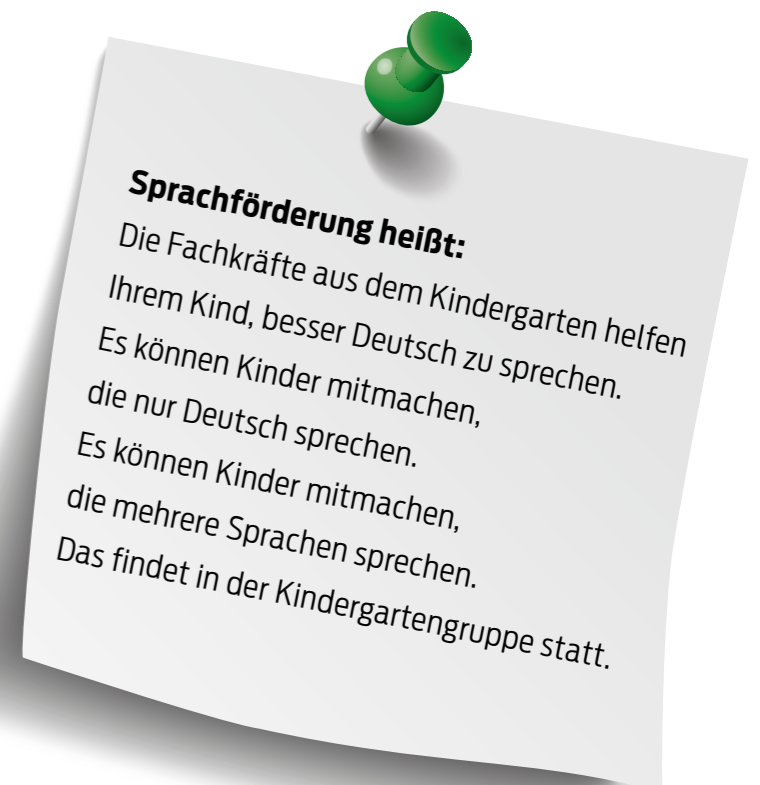 Sprachförderung heißt:
Die Fachkräfte aus dem Kindergarten helfen
Ihrem Kind, besser Deutsch zu sprechen.
Es können Kinder mitmachen,
die nur Deutsch sprechen.
Es können Kinder mitmachen,
die mehrere Sprachen sprechen.
Das findet in der Kindergartengruppe statt.